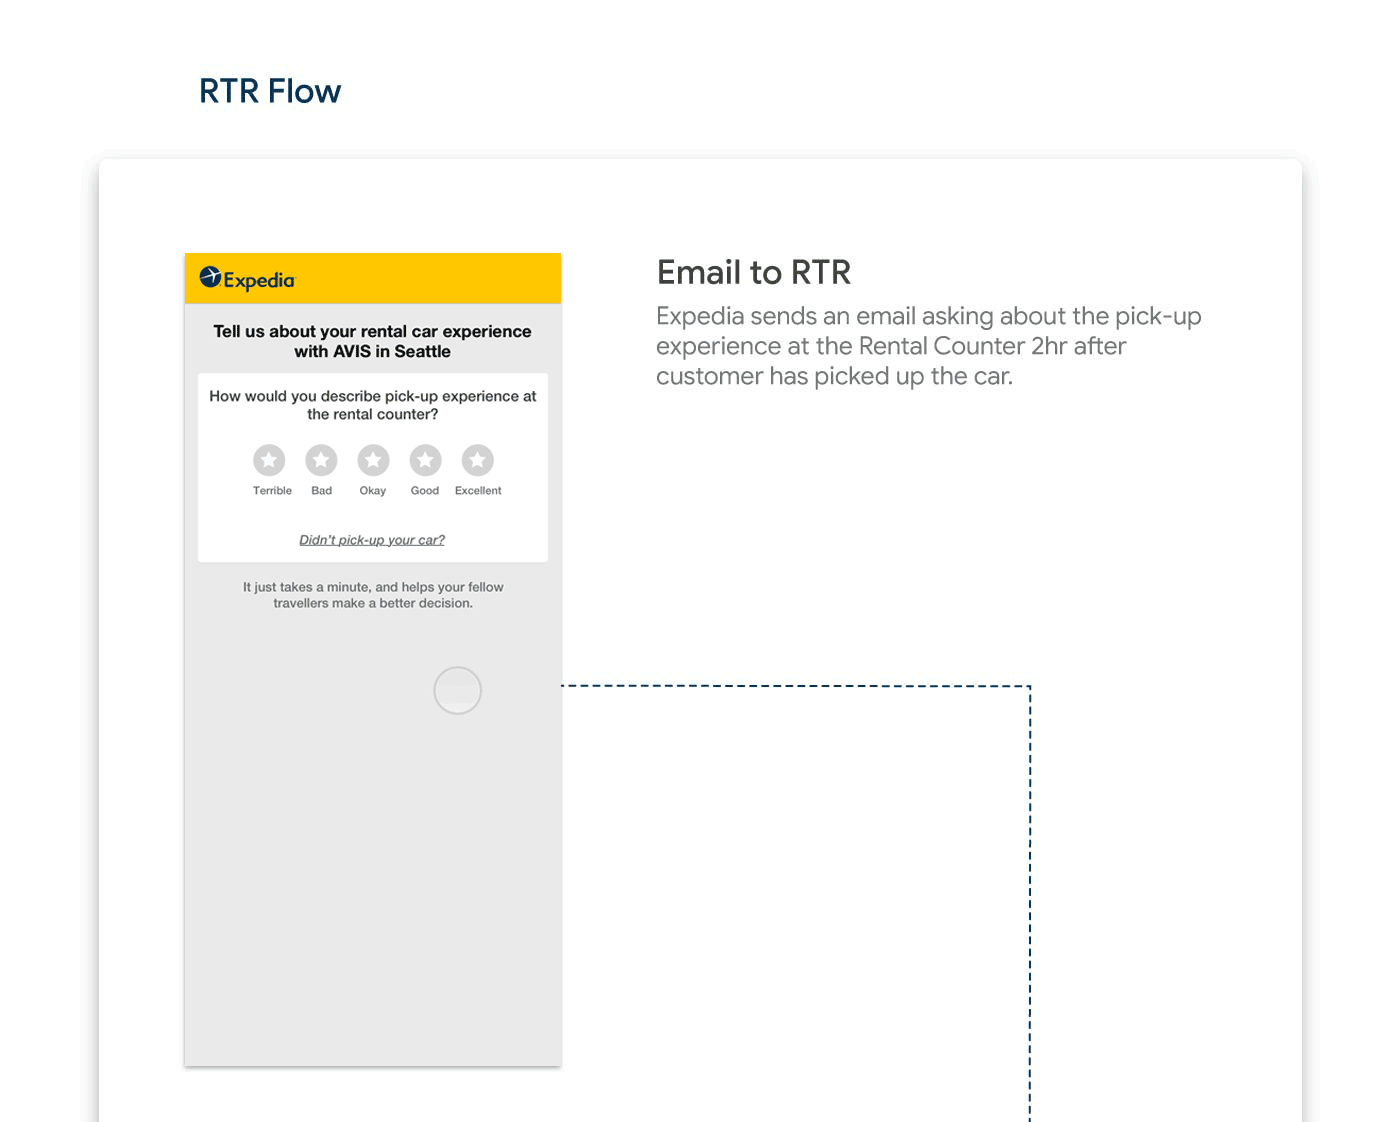 RTR Flow
Expedia
Tell us about your rental car experience
with AVIS in Seattle
How would you describe pick-up experience at
the rental counter?
Terrible Bad Okay Good Excellent
Didn't pick-up your car?
It just takes a minute, and helps your fellow
travellers make a better decision.
Email to RTR
Expedia sends an email asking about the pick-up
experience at the Rental Counter 2hr after
customer has picked up the car.